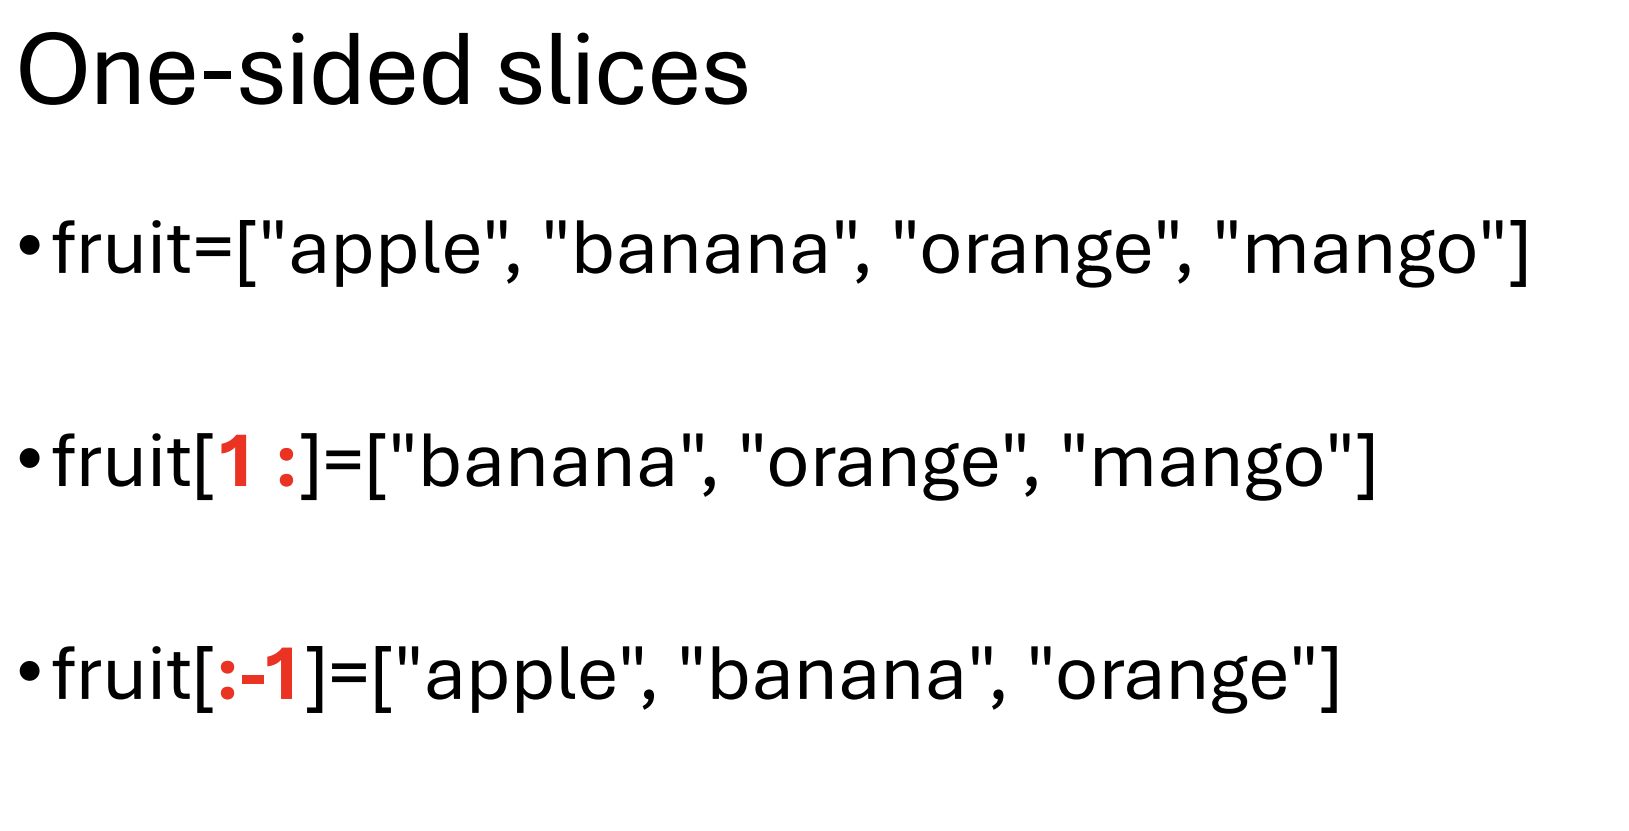 One-sided slices
•fruit=["apple", "banana", "orange", "mango"]
•fruit[1 :]=["banana", "orange", "mango"]
•fruit[:-1]=["apple", "banana", "orange"]